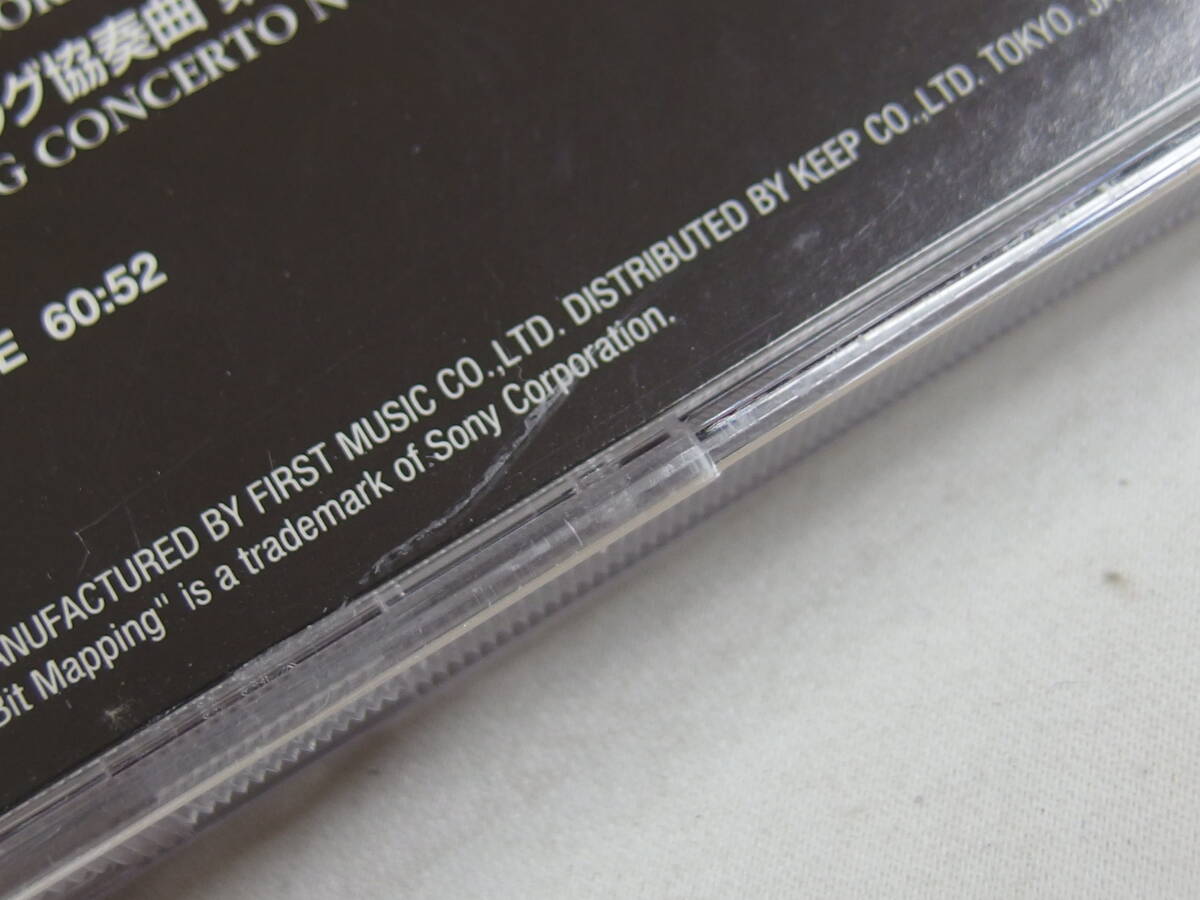 グ協奏曲
G CONCERTO N
E 60:52
ANUFACTURED BY FIRST MUSIC CO.,LTD. DISTRIBUTED BY KEEP CO.,LTD. TOKYO. JA
Bit Mapping" is a trademark of Sony Corporation.